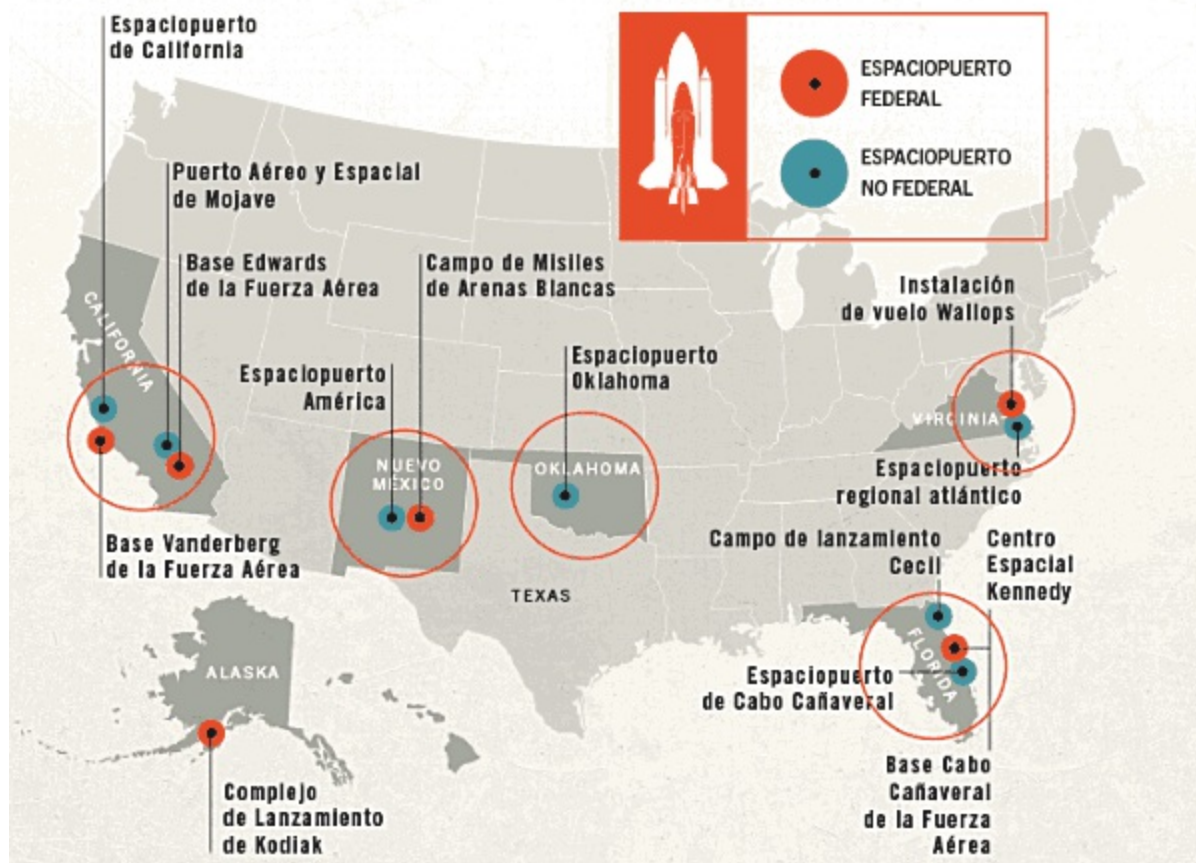 Espaciopuerto
de California
ESPACIOPUERTO
FEDERAL
ESPACIOPUERTO
NO FEDERAL
Puerto Aéreo y Espacial
de Mojave
Base Edwards
de la Fuerza Aérea
Campo de Misiles
de Arenas Blancas
Instalación
de vuelo Wallops
CALIFORNIA
Espaciopuerto
América
Espaciopuerto
Oklahoma
VIRGINIA
NUEVO
MÉXICO
OKLAHOMA
Espaciopuerto
regional atlántico
Base Vanderberg
de la Fuerza Aérea
Campo de lanzamiento
Cecil
Centro
Espacial
Kennedy
TEXAS
FLORIDA
ALASKA
Espaciopuerto
de Cabo Cañaveral
Complejo
de Lanzamiento
de Kodiak
Base Cabo
Cañaveral
de la Fuerza
Aérea